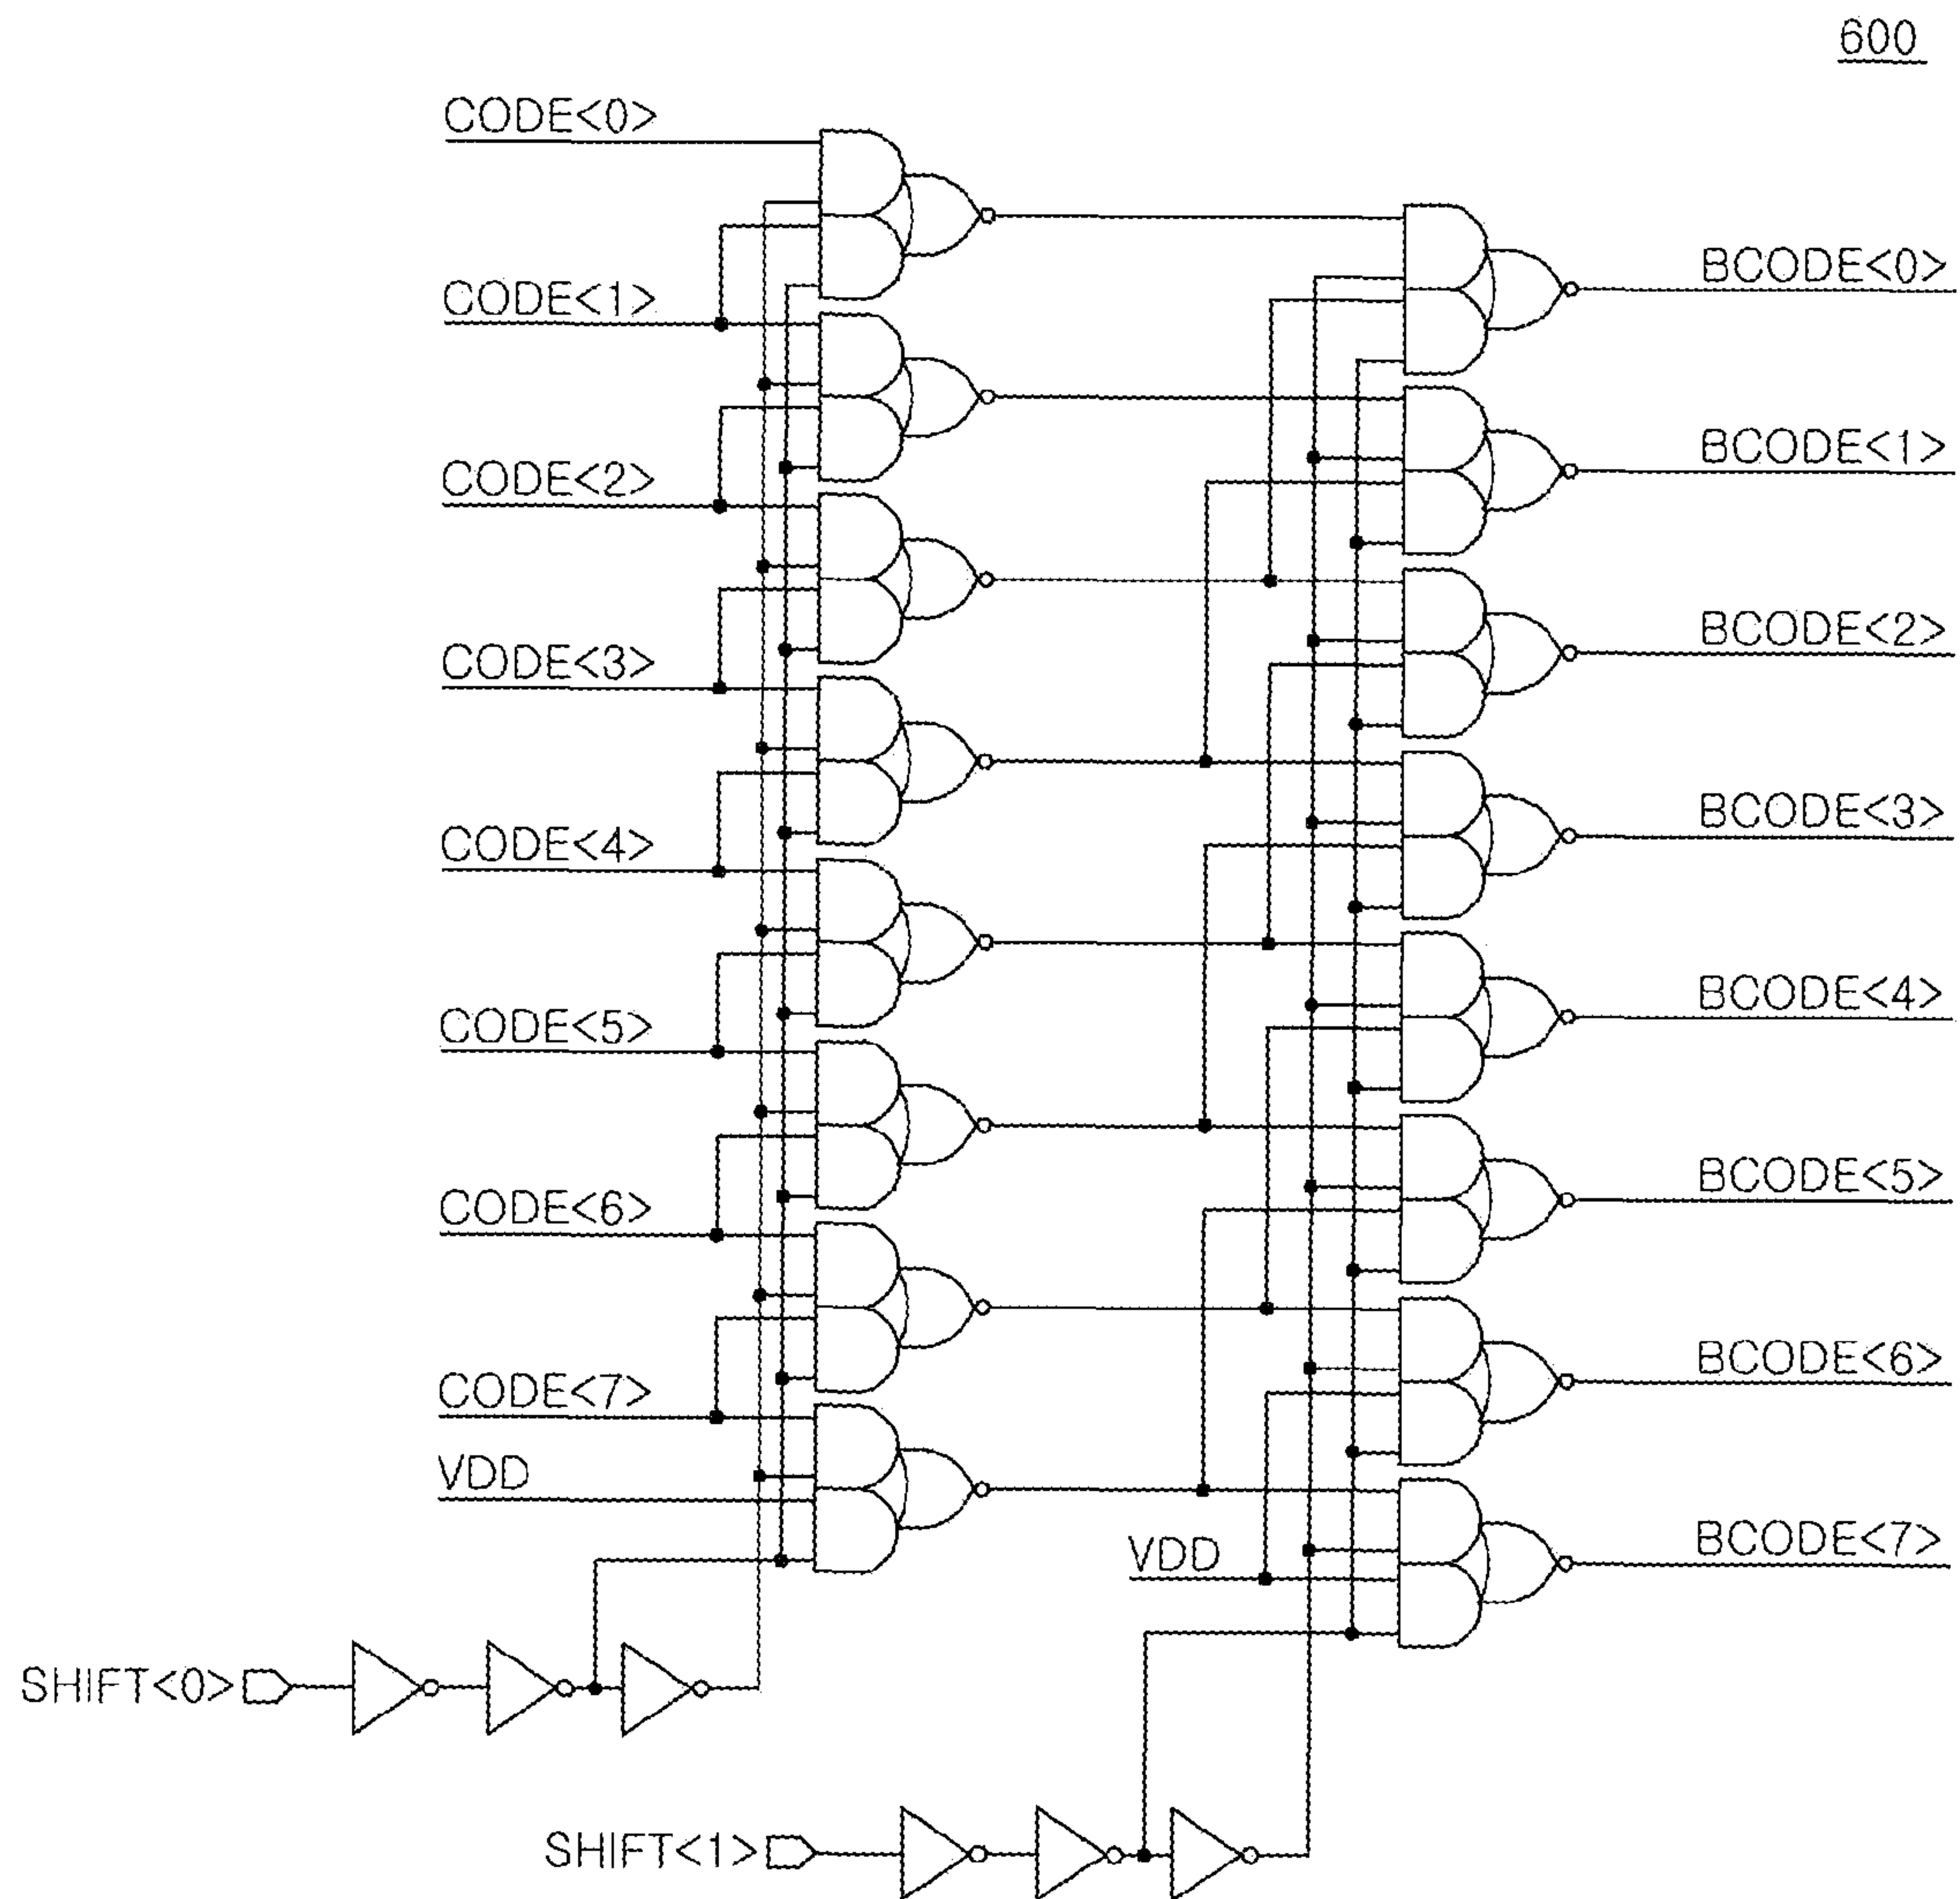 600
CODE<0>
BCODE<0>
CODE<1>
BCODE<1>
CODE<2>
BCODE<2>
CODE<3>
BCODE<3>
CODE<4>
BCODE<4>
CODE<5>
BCODE<5>
CODE<6>
BCODE<6>
CODE<7>
VDD
BCODE<7>
VDD
SHIFT<0>
SHIFT<1>